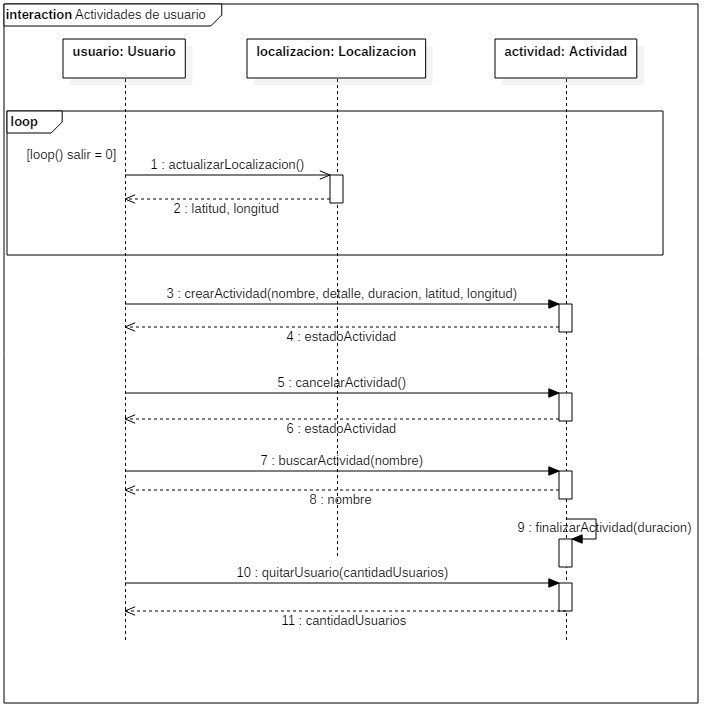 interaction Actividades de usuario
usuario: Usuario
localizacion: Localizacion
actividad: Actividad
loop
[loop() salir = 0]
1 : actualizarLocalizacion()
2 : latitud, longitud
3 : crearActividad(nombre, detalle, duracion, latitud, longitud)
4 : estadoActividad
5 : cancelarActividad()
6 : estadoActividad
7 : buscarActividad(nombre)
8 : nombre
9 : finalizarActividad(duracion)
10 : quitarUsuario(cantidadUsuarios)
11 : cantidadUsuarios